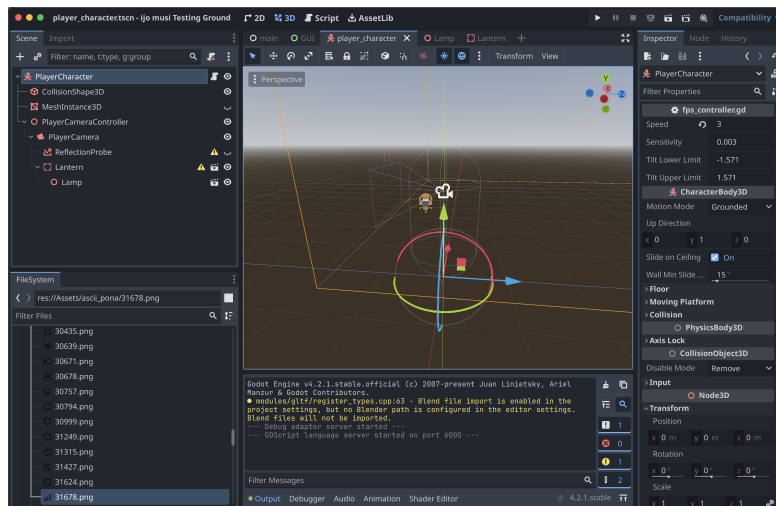 player_character.tscn - ijo musi Testing Ground
2D
3D
Script
AssetLib
Compatibility
Scene
Import
Filter: name, t:type, g:group
PlayerCharacter
CollisionShape3D
MeshInstance3D
PlayerCameraController
PlayerCamera
ReflectionProbe
Lantern
Lamp
FileSystem
res://Assets/ascii_pona/31678.png
Filter Files
30435.png
30639.png
30671.png
30678.png
30757.png
30794.png
30999.png
31249.png
31315.png
31427.png
31624.png
31678.png
main
GUI
player_character
Lamp
Lantern
Transform
View
Perspective
Y
X
Z
Godot Engine v4.2.1.stable.official (c) 2007-present Juan Linietsky, Ariel
Manzur & Godot Contributors.
modules/gltf/register_types.cpp:63 - Blend file import is enabled in the
project settings, but no Blender path is configured in the editor settings.
Blend files will not be imported.
--- Debug adapter server started ---
--- GDScript language server started on port 6005 ---
1
0
1
2
Filter Messages
Output
Debugger
Audio
Animation
Shader Editor
4.2.1.stable
Inspector
Node
History
PlayerCharacter
Filter Properties
fps_controller.gd
Speed 3
Sensitivity 0.003
Tilt Lower Limit -1.571
Tilt Upper Limit 1.571
CharacterBody3D
Motion Mode Grounded
Up Direction
x 0 y 1 z 0
Slide on Ceiling On
Wall Min Slide ... 15 °
Floor
Moving Platform
Collision
PhysicsBody3D
Axis Lock
CollisionObject3D
Disable Mode Remove
Input
Node3D
Transform
Position
x 0 m y 0 m z 0 m
Rotation
x 0 ° y 0 ° z 0 °
Scale
x 1 y 1 z 1